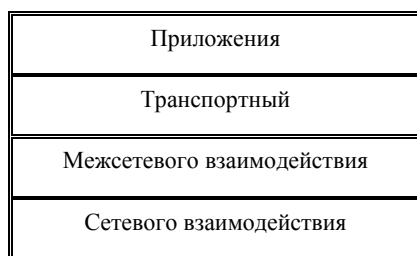 Приложения
Транспортный
Межсетевого взаимодействия
Сетевого взаимодействия